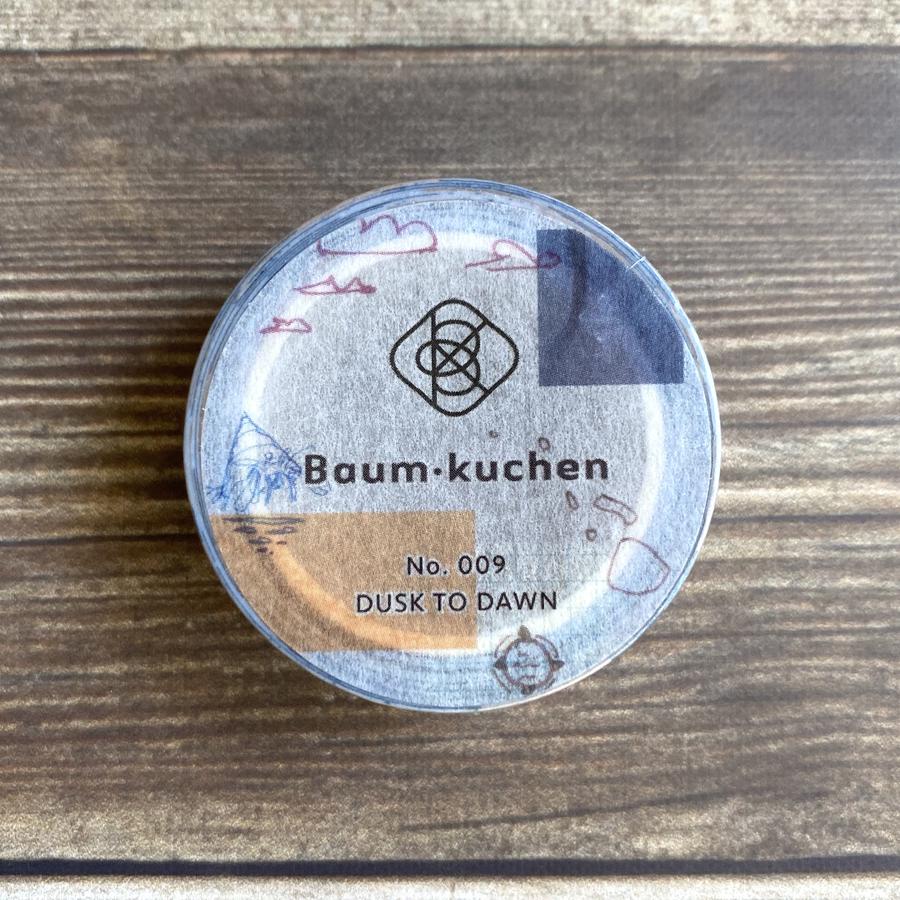 Baum·kuchen
No. 009
DUSK TO DAWN